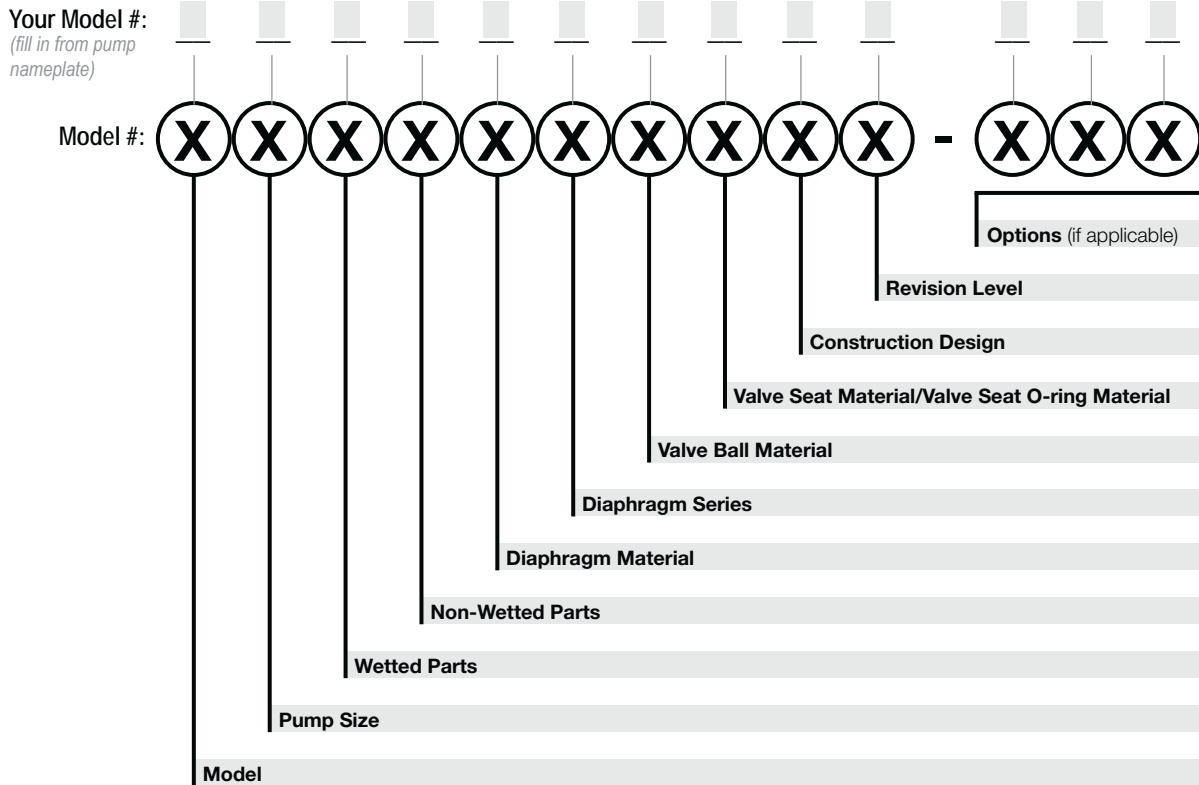 Your Model #:
(fill in from pump
nameplate)
Model #: X X X X X X X X X X - X X X
Options (if applicable)
Revision Level
Construction Design
Valve Seat Material/Valve Seat O-ring Material
Valve Ball Material
Diaphragm Series
Diaphragm Material
Non-Wetted Parts
Wetted Parts
Pump Size
Model